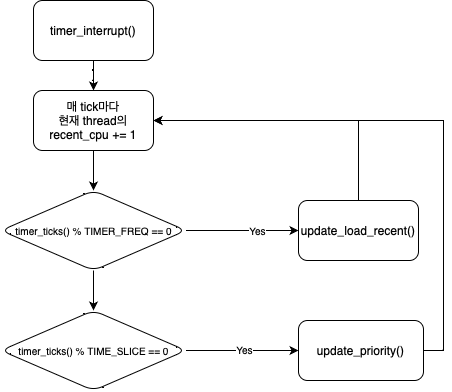 timer_interrupt()
매 tick마다
현재 thread의
recent_cpu += 1
timer_ticks() % TIMER_FREQ == 0
Yes
update_load_recent()
timer_ticks() % TIME_SLICE == 0
Yes
update_priority()